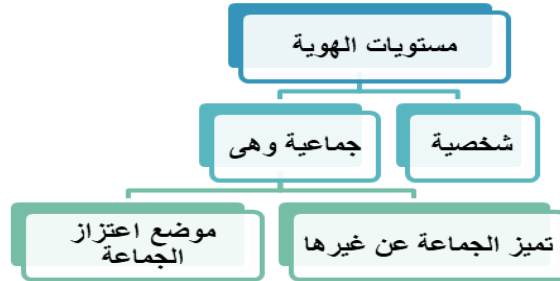 مستويات الهوية
شخصية
جماعية وهى
تميز الجماعة عن غيرها
موضع اعتزاز
الجماعة